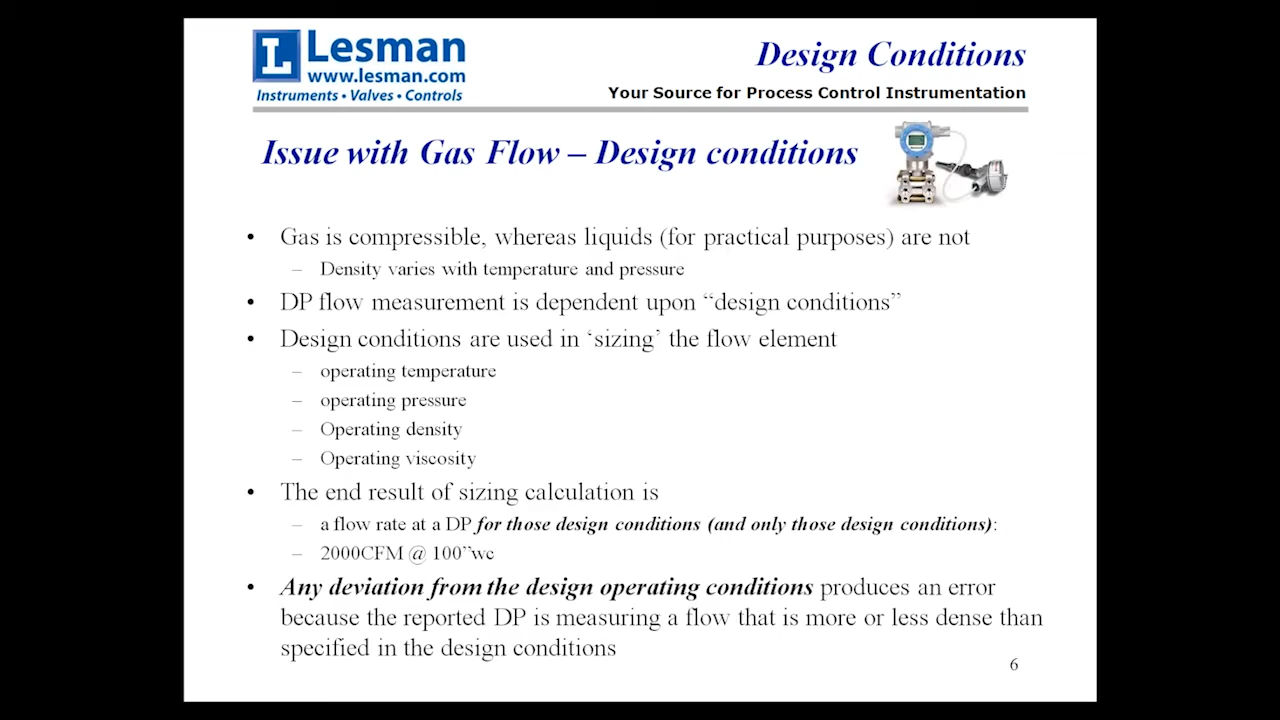 Lesman
www.lesman.com
Instruments • Valves • Controls
Design Conditions
Your Source for Process Control Instrumentation
Issue with Gas Flow – Design conditions
• Gas is compressible, whereas liquids (for practical purposes) are not
– Density varies with temperature and pressure
• DP flow measurement is dependent upon “design conditions”
• Design conditions are used in ‘sizing’ the flow element
– operating temperature
– operating pressure
– Operating density
– Operating viscosity
• The end result of sizing calculation is
– a flow rate at a DP for those design conditions (and only those design conditions):
– 2000CFM @ 100”wc
• Any deviation from the design operating conditions produces an error
because the reported DP is measuring a flow that is more or less dense than
specified in the design conditions
6